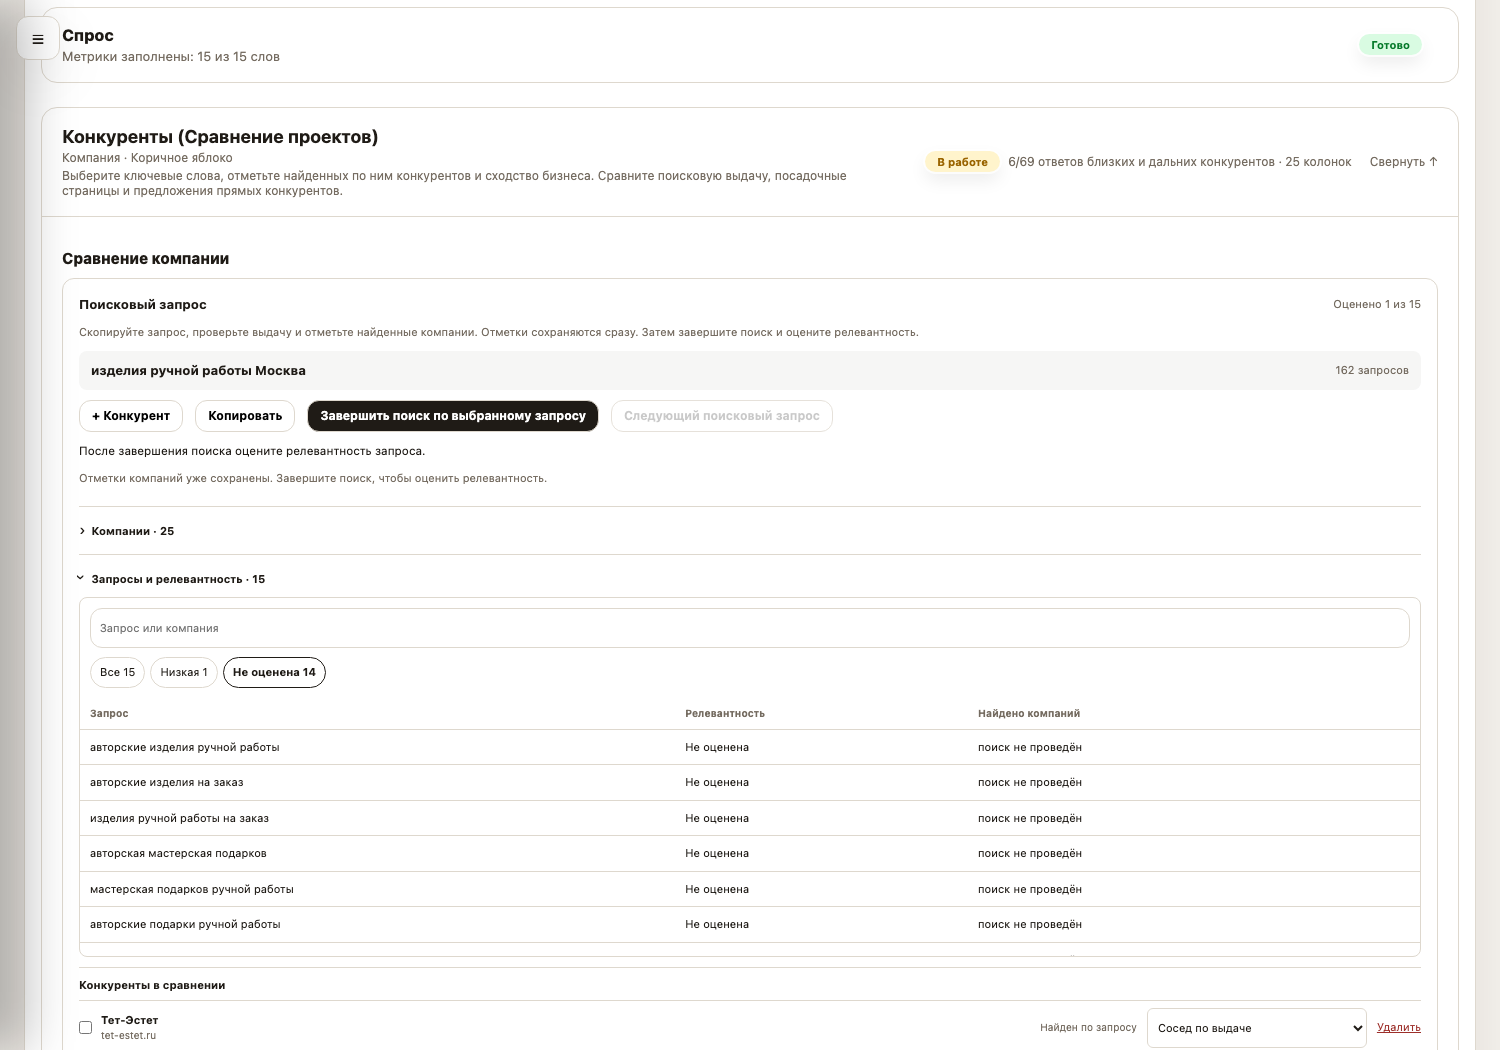 Спрос
Метрики заполнены: 15 из 15 слов
Готово
Конкуренты (Сравнение проектов)
Компания · Коричное яблоко
Выберите ключевые слова, отметьте найденных по ним конкурентов и сходство бизнеса. Сравните поисковую выдачу, посадочные
страницы и предложения прямых конкурентов.
В работе 6/69 ответов близких и дальних конкурентов · 25 колонок Свернуть ↑
Сравнение компании
Поисковый запрос Оценено 1 из 15
Скопируйте запрос, проверьте выдачу и отметьте найденные компании. Отметки сохраняются сразу. Затем завершите поиск и оцените релевантность.
изделия ручной работы Москва 162 запросов
+ Конкурент Копировать Завершить поиск по выбранному запросу Следующий поисковый запрос
После завершения поиска оцените релевантность запроса.
Отметки компаний уже сохранены. Завершите поиск, чтобы оценить релевантность.
› Компании · 25
Запросы и релевантность · 15
Запрос или компания
Все 15 Низкая 1 Не оценена 14
Запрос Релевантность Найдено компаний
авторские изделия ручной работы Не оценена поиск не проведён
авторские изделия на заказ Не оценена поиск не проведён
изделия ручной работы на заказ Не оценена поиск не проведён
авторская мастерская подарков Не оценена поиск не проведён
мастерская подарков ручной работы Не оценена поиск не проведён
авторские подарки ручной работы Не оценена поиск не проведён
Конкуренты в сравнении
Тет-Эстет
tet-estet.ru
Найден по запросу Сосед по выдаче Удалить